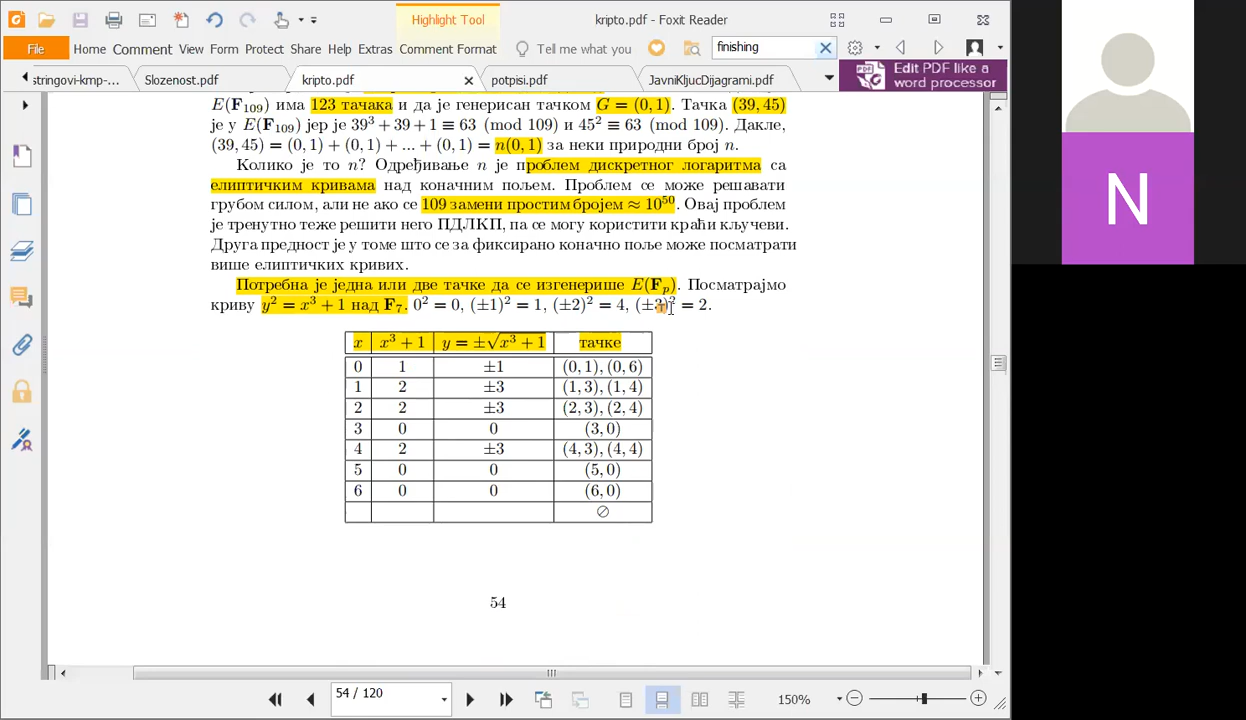 Highlight Tool
kripto.pdf - Foxit Reader
File Home Comment View Form Protect Share Help Extras Comment Format Tell me what you finishing
stringovi-kmp-... Slozenost.pdf kripto.pdf potpisi.pdf JavniKljucDijagrami.pdf Edit PDF like a word processor
E(F₁₀₉) има 123 тачака и да је генерисан тачком G = (0, 1). Тачка (39, 45)
је у E(F₁₀₉) јер је 39³ + 39 + 1 ≡ 63 (mod 109) и 45² ≡ 63 (mod 109). Дакле,
(39, 45) = (0, 1) + (0, 1) + ... + (0, 1) = n(0, 1) за неки природни број n.
Колико је то n? Одређивање n је проблем дискретног логаритма са
елиптичким кривама над коначним пољем. Проблем се може решавати
грубом силом, али не ако се 109 замени простим бројем ≈ 10⁵⁰. Овај проблем
је тренутно теже решити него ПДЛКП, па се могу користити краћи кључеви.
Друга предност је у томе што се за фиксирано коначно поље може посматрати
више елиптичких кривих.
Потребна је једна или две тачке да се изгенерише E(Fₚ). Посматрајмо
криву y² = x³ + 1 над F₇. 0² = 0, (±1)² = 1, (±2)² = 4, (±3)² = 2.
x x³ + 1 y = ±√x³ + 1 тачке
0 1 ±1 (0, 1), (0, 6)
1 2 ±3 (1, 3), (1, 4)
2 2 ±3 (2, 3), (2, 4)
3 0 0 (3, 0)
4 2 ±3 (4, 3), (4, 4)
5 0 0 (5, 0)
6 0 0 (6, 0)
∅
54
54 / 120
150%
N